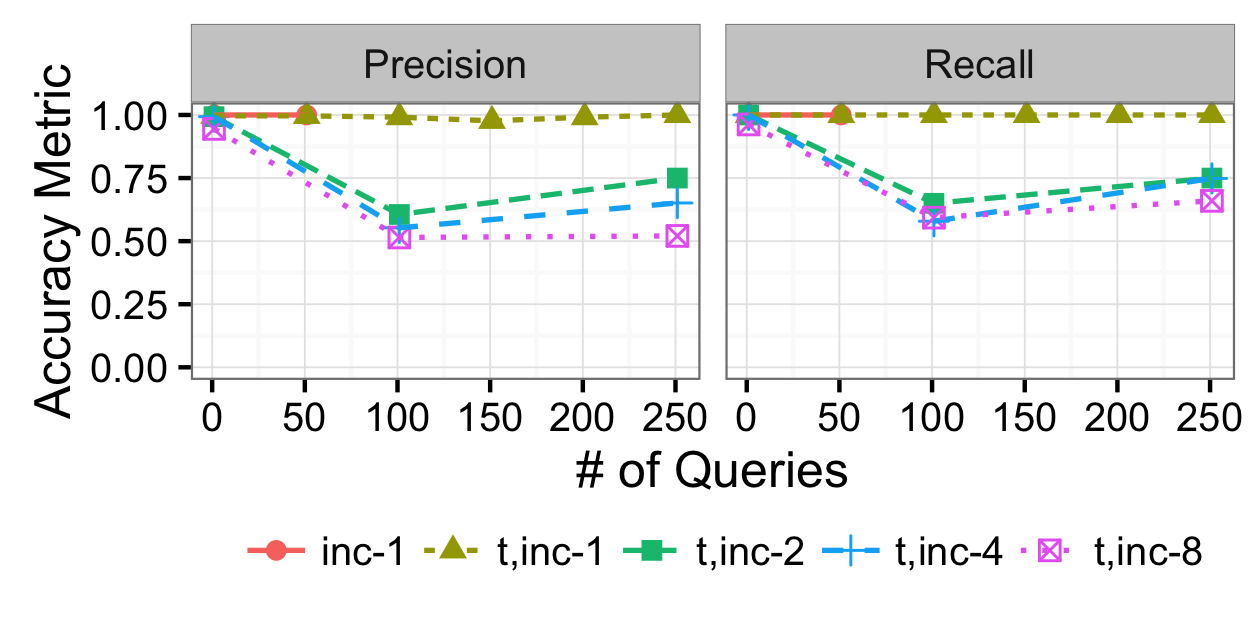 Precision Recall
Accuracy Metric
1.00
0.75
0.50
0.25
0.00
0 50 100 150 200 250 0 50 100 150 200 250
# of Queries
inc-1 t,inc-1 t,inc-2 t,inc-4 t,inc-8